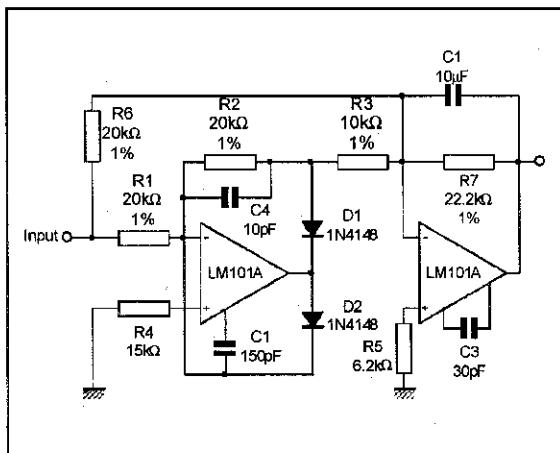 C1
10µF
R6
20kΩ
1%
R2
20kΩ
1%
R3
10kΩ
1%
R1
20kΩ
1%
R7
22.2kΩ
1%
C4
10pF
D1
1N4148
Input
-
LM101A
+
-
LM101A
+
D2
1N4148
R4
15kΩ
C1
150pF
R5
6.2kΩ
C3
30pF